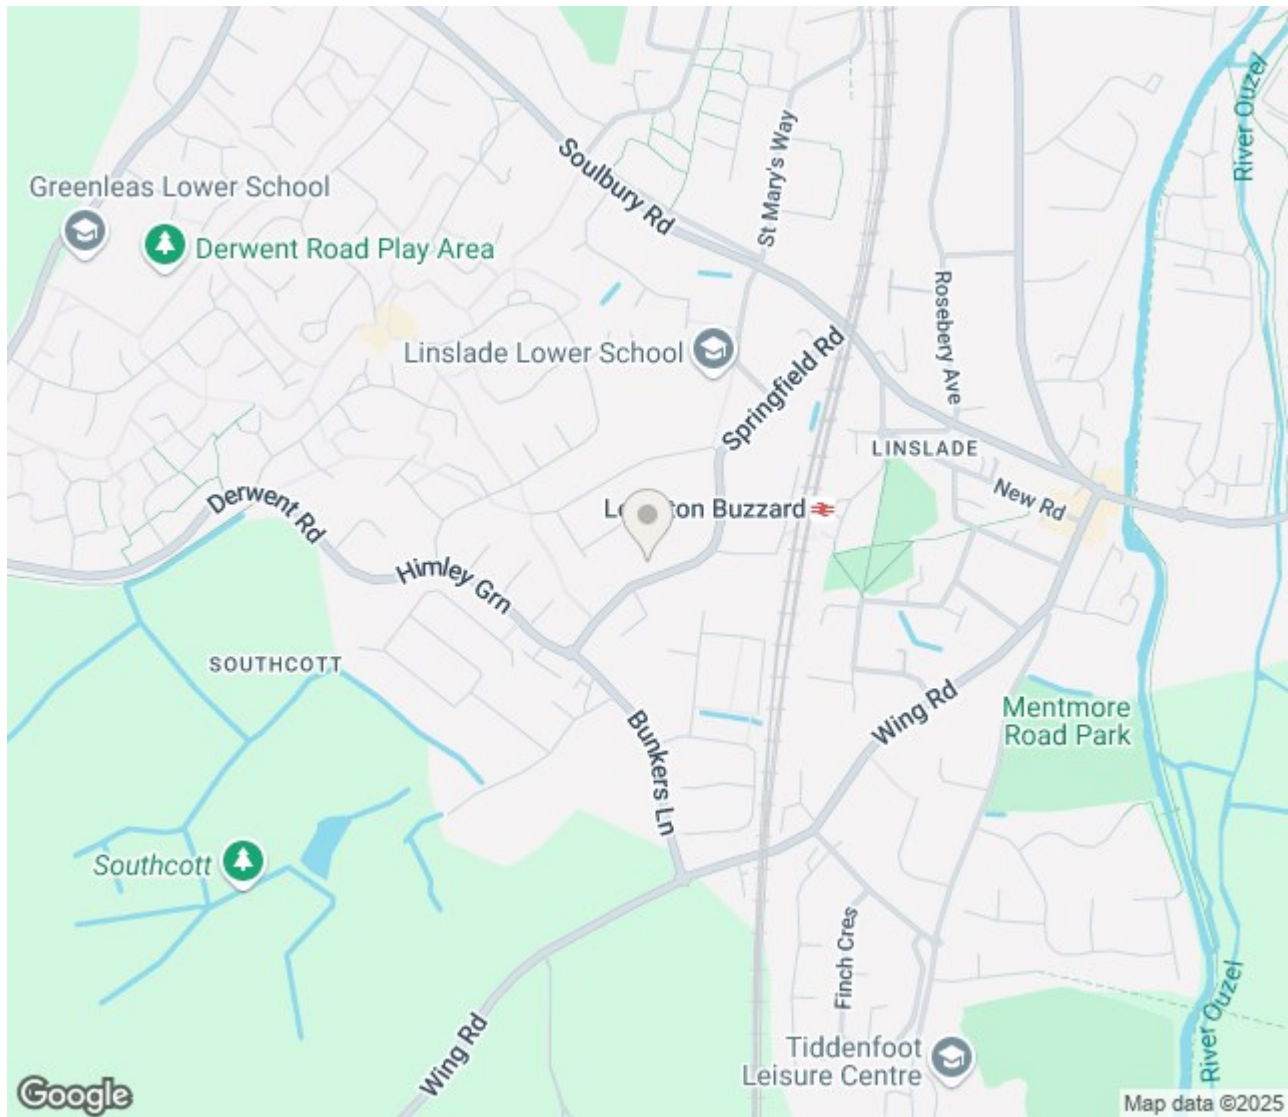 Soulbury Rd
St Mary's Way
River Ouzel
Greenleas Lower School
Derwent Road Play Area
Rosebery Ave
Linslade Lower School
Springfield Rd
LINSLADE
Derwent Rd
New Rd
ton Buzzard
Himley Grn
SOUTHCOTT
Bunkers Ln
Wing Rd
Mentmore
Road Park
Southcott
Finch Cres
Wing Rd
Tiddenfoot
Leisure Centre
River Ouzel
Google
Map data ©2025